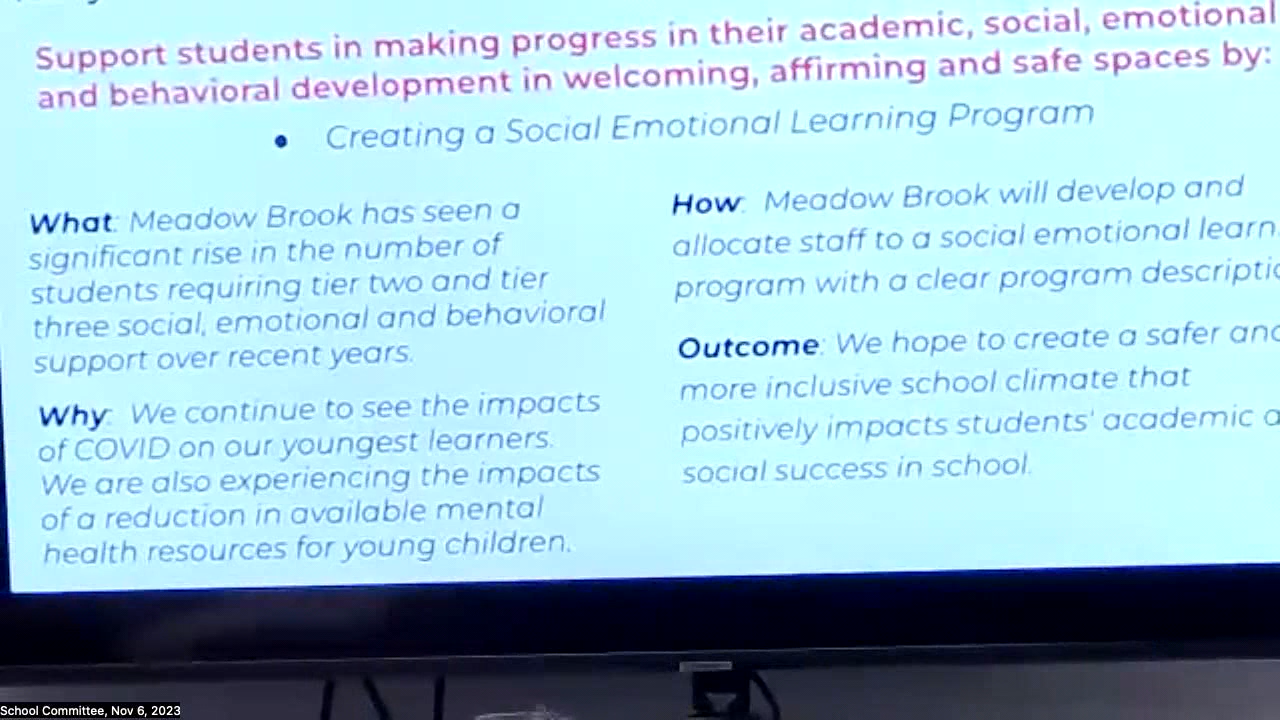 Support students in making progress in their academic, social, emotional
and behavioral development in welcoming, affirming and safe spaces by:
• Creating a Social Emotional Learning Program
What: Meadow Brook has seen a
significant rise in the number of
students requiring tier two and tier
three social, emotional and behavioral
support over recent years.
Why: We continue to see the impacts
of COVID on our youngest learners.
We are also experiencing the impacts
of a reduction in available mental
health resources for young children.
How: Meadow Brook will develop and
allocate staff to a social emotional learn
program with a clear program descripti
Outcome: We hope to create a safer and
more inclusive school climate that
positively impacts students' academic a
social success in school.
School Committee, Nov 6, 2023